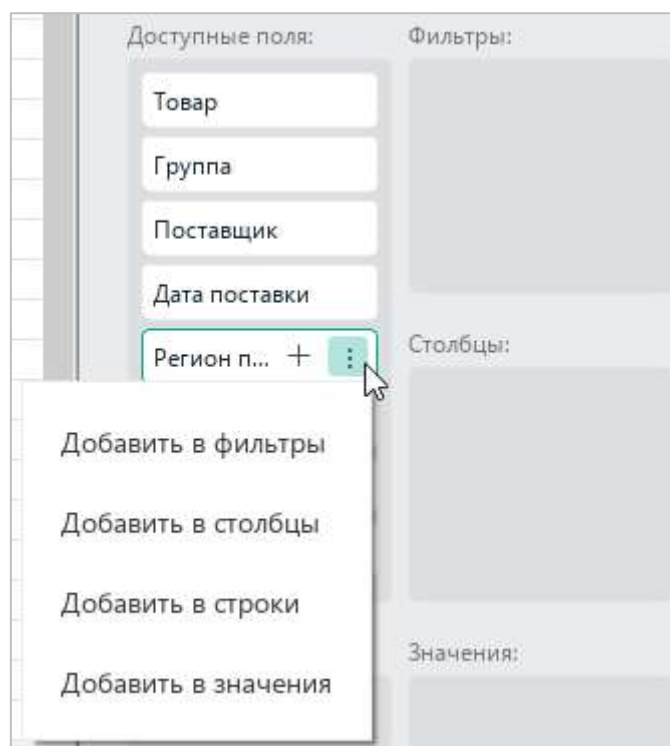 Доступные поля:
Фильтры:
Товар
Группа
Поставщик
Дата поставки
Регион п...
Столбцы:
Добавить в фильтры
Добавить в столбцы
Добавить в строки
Добавить в значения
Значения: